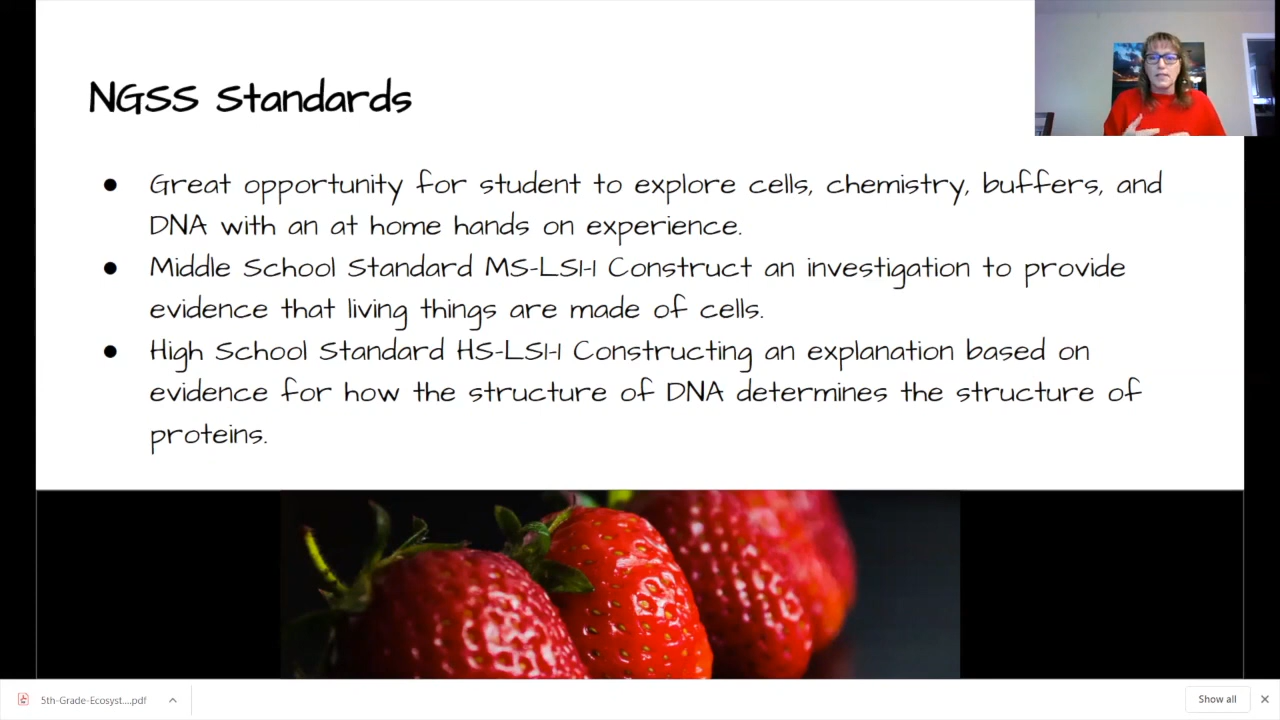 NGSS Standards
● Great opportunity for student to explore cells, chemistry, buffers, and
DNA with an at home hands on experience.
● Middle School Standard MS-LS1-1 Construct an investigation to provide
evidence that living things are made of cells.
● High School Standard HS-LS1-1 Constructing an explanation based on
evidence for how the structure of DNA determines the structure of
proteins.
5th-Grade-Ecosyst....pdf
Show all